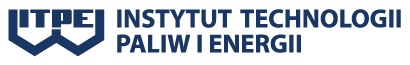 ITPE
INSTYTUT TECHNOLOGII
PALIW I ENERGII